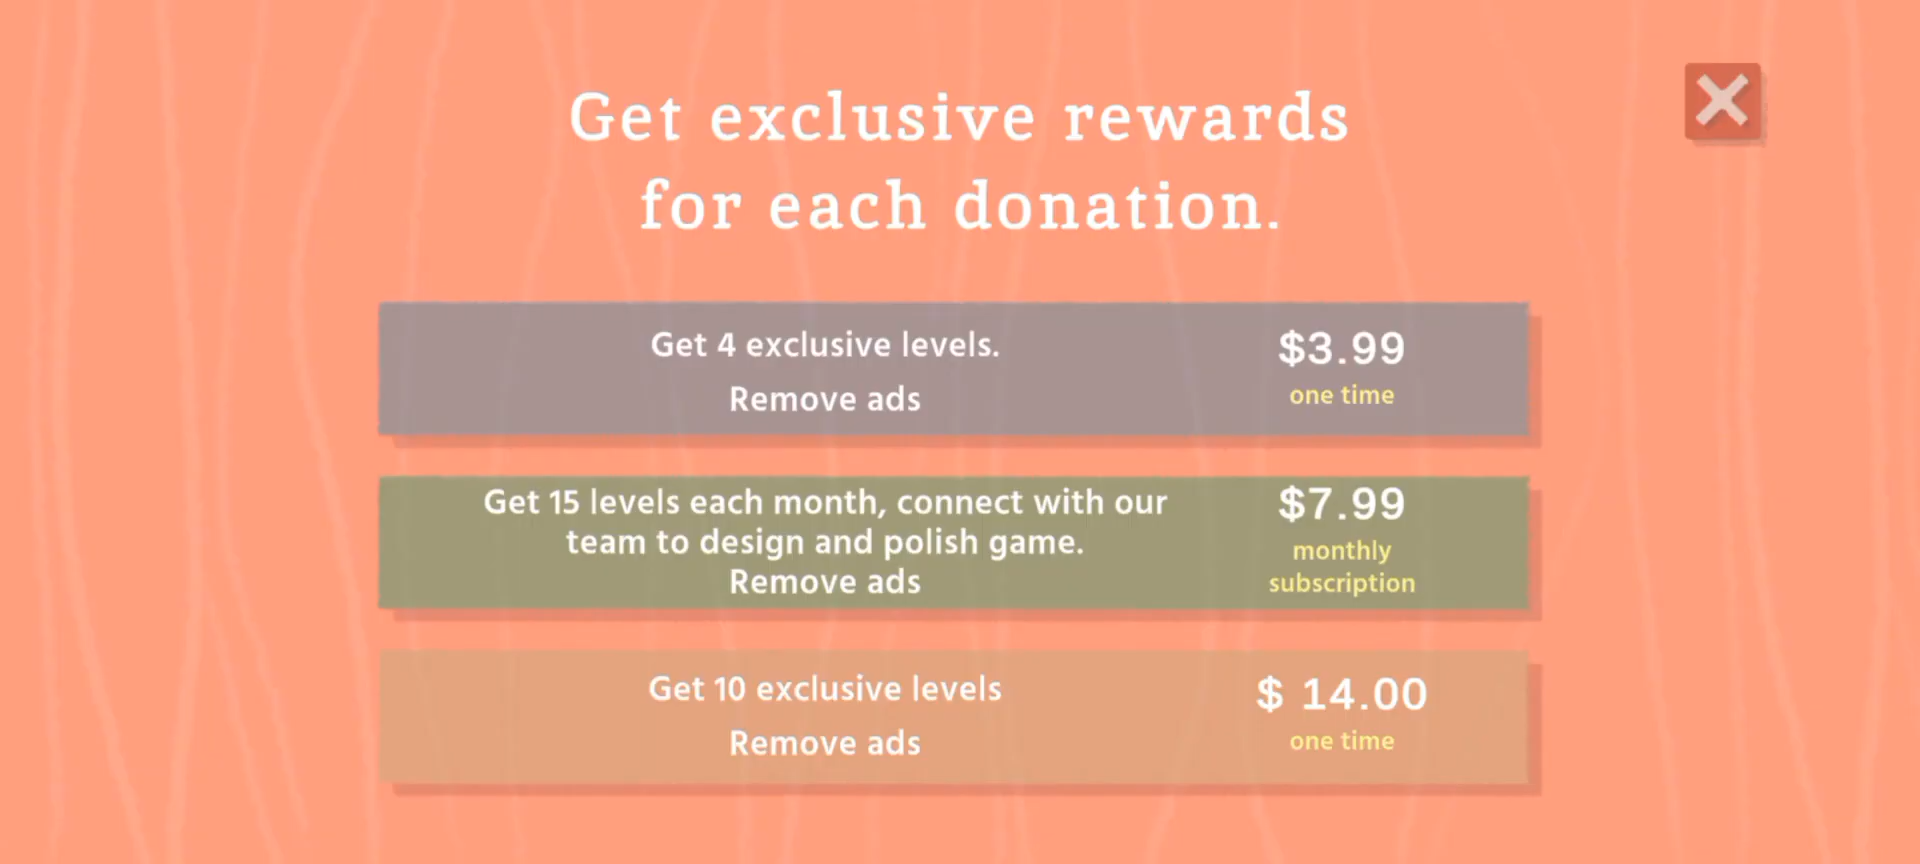 Get exclusive rewards
for each donation.
Get 4 exclusive levels.
Remove ads
$3.99
one time
Get 15 levels each month, connect with our
team to design and polish game.
Remove ads
$7.99
monthly
subscription
Get 10 exclusive levels
Remove ads
$ 14.00
one time